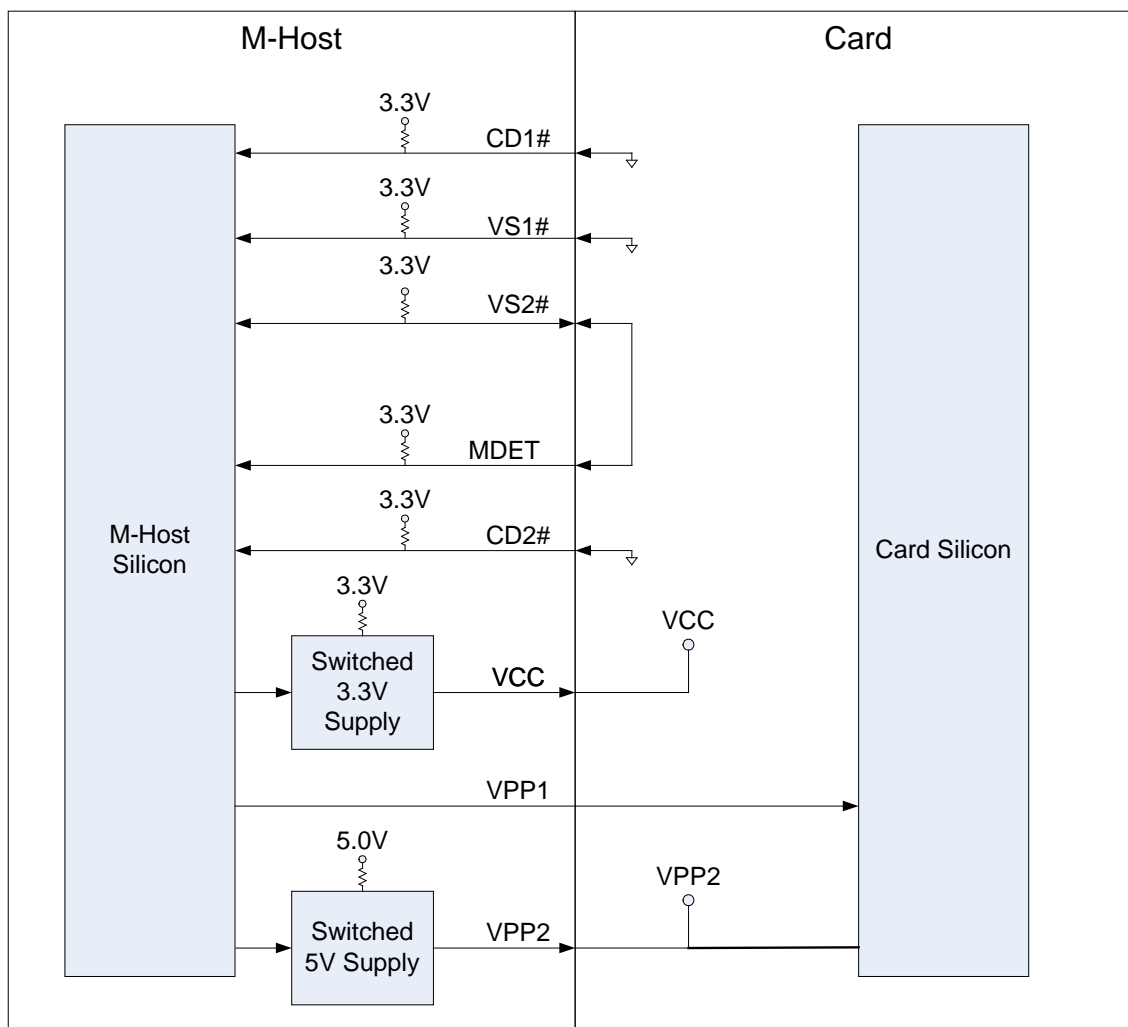 M-Host
Card
3.3V
CD1#
3.3V
VS1#
3.3V
VS2#
3.3V
MDET
3.3V
CD2#
M-Host
Silicon
Card Silicon
3.3V
Switched
3.3V
Supply
VCC
VCC
VPP1
5.0V
Switched
5V Supply
VPP2
VPP2